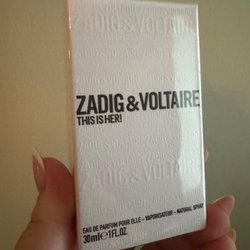 ZADIG & VOLTAIRE
THIS IS HER!
EAU DE PARFUM POUR ELLE – VAPORISATEUR – NATURAL SPRAY
30ml ℮ 1FL.OZ.